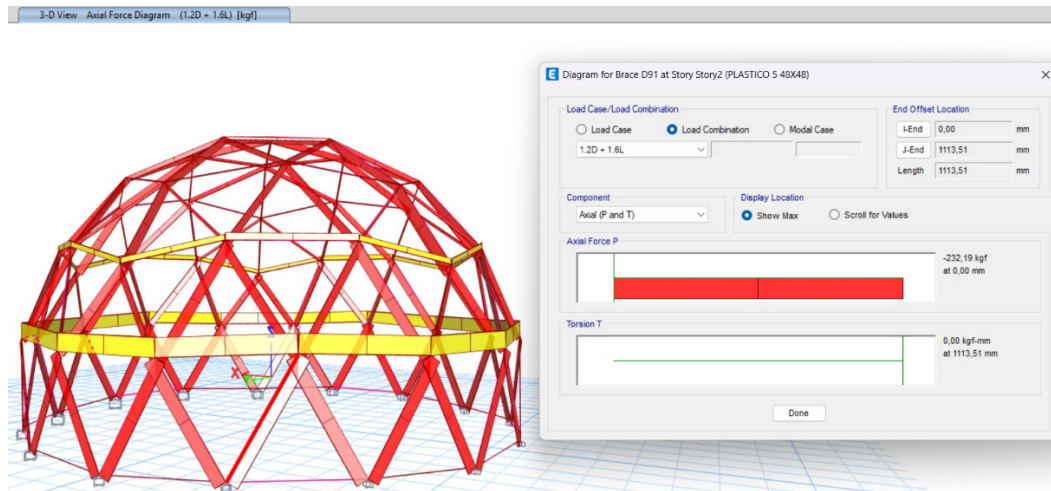 3-D View Axial Force Diagram (1.2D + 1.6L) [kgf]
E Diagram for Brace D91 at Story Story2 (PLASTICO 5 48X48)
Load Case/Load Combination
Load Case Load Combination Modal Case
1.2D + 1.6L
End Offset Location
I-End 0,00 mm
J-End 1113,51 mm
Length 1113,51 mm
Component
Axial (P and T)
Display Location
Show Max Scroll for Values
Axial Force P
-232,19 kgf
at 0,00 mm
Torsion T
0,00 kgf-mm
at 1113,51 mm
Done
X